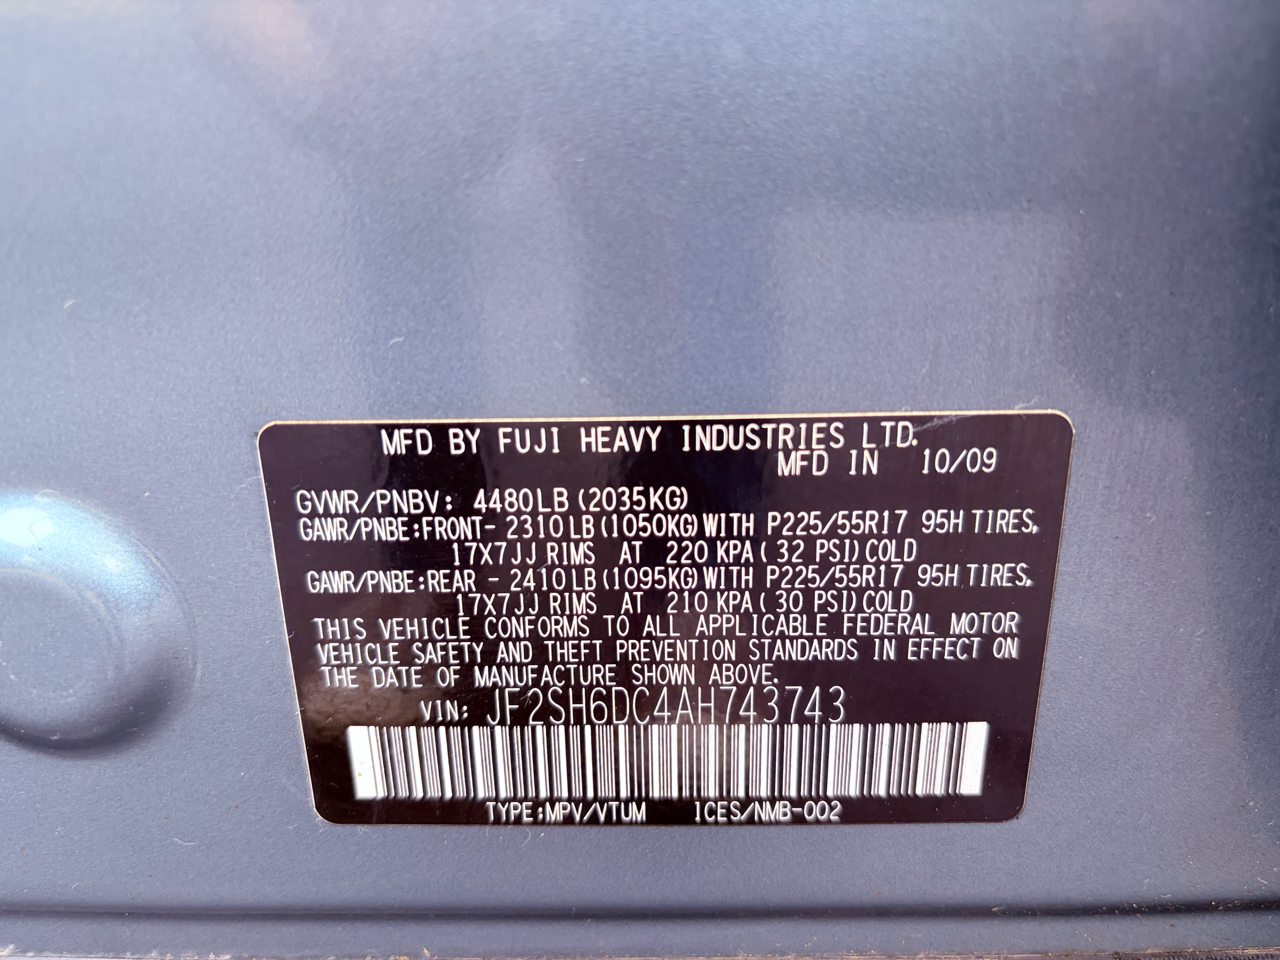 MFD BY FUJI HEAVY INDUSTRIES LTD.
MFD IN 10/09
GVWR/PNBV: 4480LB (2035KG)
GAWR/PNBE:FRONT- 2310LB (1050KG) WITH P225/55R17 95H TIRES,
17X7JJ RIMS AT 220 KPA ( 32 PSI) COLD
GAWR/PNBE:REAR - 2410LB (1095KG) WITH P225/55R17 95H TIRES,
17X7JJ RIMS AT 210 KPA ( 30 PSI) COLD
THIS VEHICLE CONFORMS TO ALL APPLICABLE FEDERAL MOTOR
VEHICLE SAFETY AND THEFT PREVENTION STANDARDS IN EFFECT ON
THE DATE OF MANUFACTURE SHOWN ABOVE.
VIN: JF2SH6DC4AH743743
TYPE:MPV/VTUM ICES/NMB-002